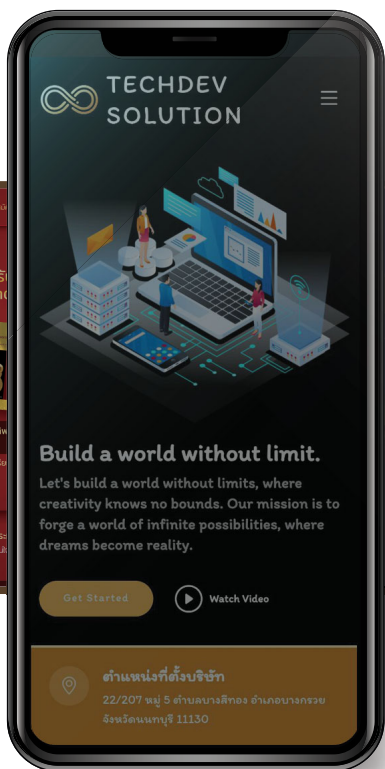 TECHDEV
SOLUTION
Build a world without limit.
Let's build a world without limits, where
creativity knows no bounds. Our mission is to
forge a world of infinite possibilities, where
dreams become reality.
Get Started
Watch Video
ตำแหน่งที่ตั้งบริษัท
22/207 หมู่ 5 ตำบลบางสีทอง อำเภอบางกรวย
จังหวัดนนทบุรี 11130